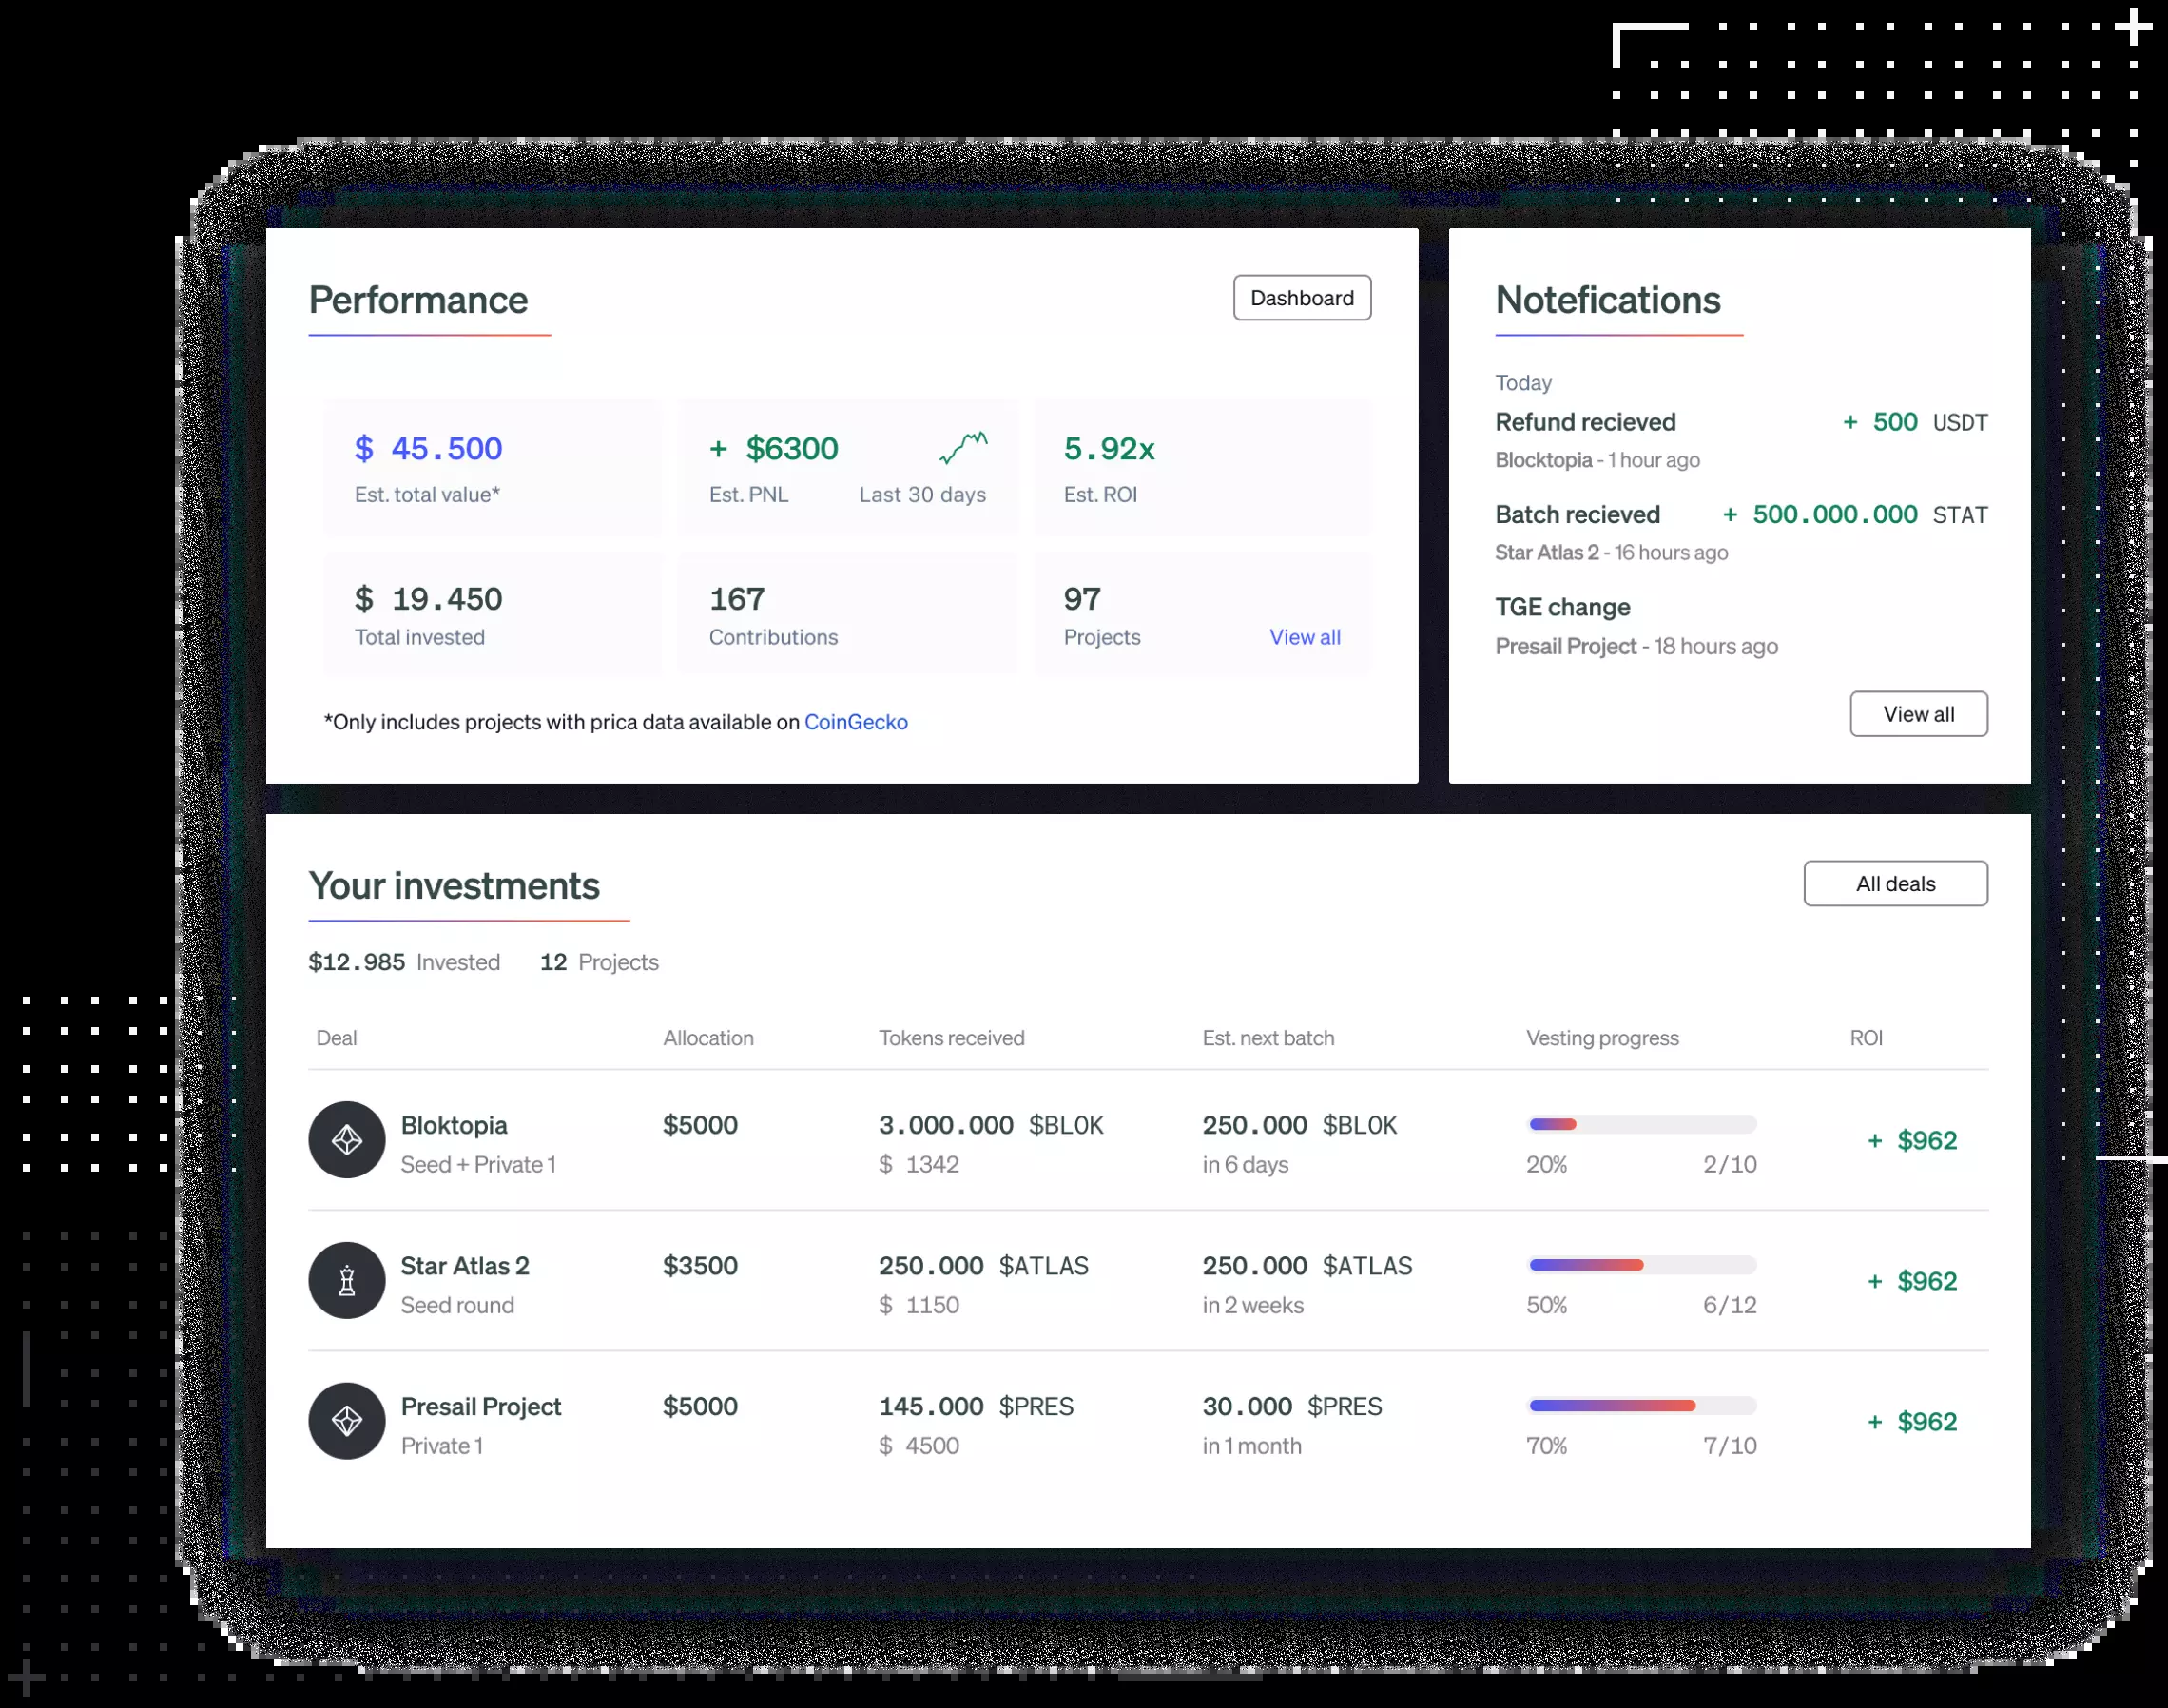 Performance
Dashboard
$ 45.500
Est. total value*
+ $6300
Est. PNL
Last 30 days
5.92x
Est. ROI
$ 19.450
Total invested
167
Contributions
97
Projects
View all
*Only includes projects with prica data available on CoinGecko
Notefications
Today
Refund recieved + 500 USDT
Blocktopia - 1 hour ago
Batch recieved + 500.000.000 STAT
Star Atlas 2 - 16 hours ago
TGE change
Presail Project - 18 hours ago
View all
Your investments
All deals
$12.985 Invested 12 Projects
Deal Allocation Tokens received Est. next batch Vesting progress ROI
Bloktopia $5000 3.000.000 $BLOK 250.000 $BLOK + $962
Seed + Private 1 $ 1342 in 6 days 20% 2/10
Star Atlas 2 $3500 250.000 $ATLAS 250.000 $ATLAS + $962
Seed round $ 1150 in 2 weeks 50% 6/12
Presail Project $5000 145.000 $PRES 30.000 $PRES + $962
Private 1 $ 4500 in 1 month 70% 7/10